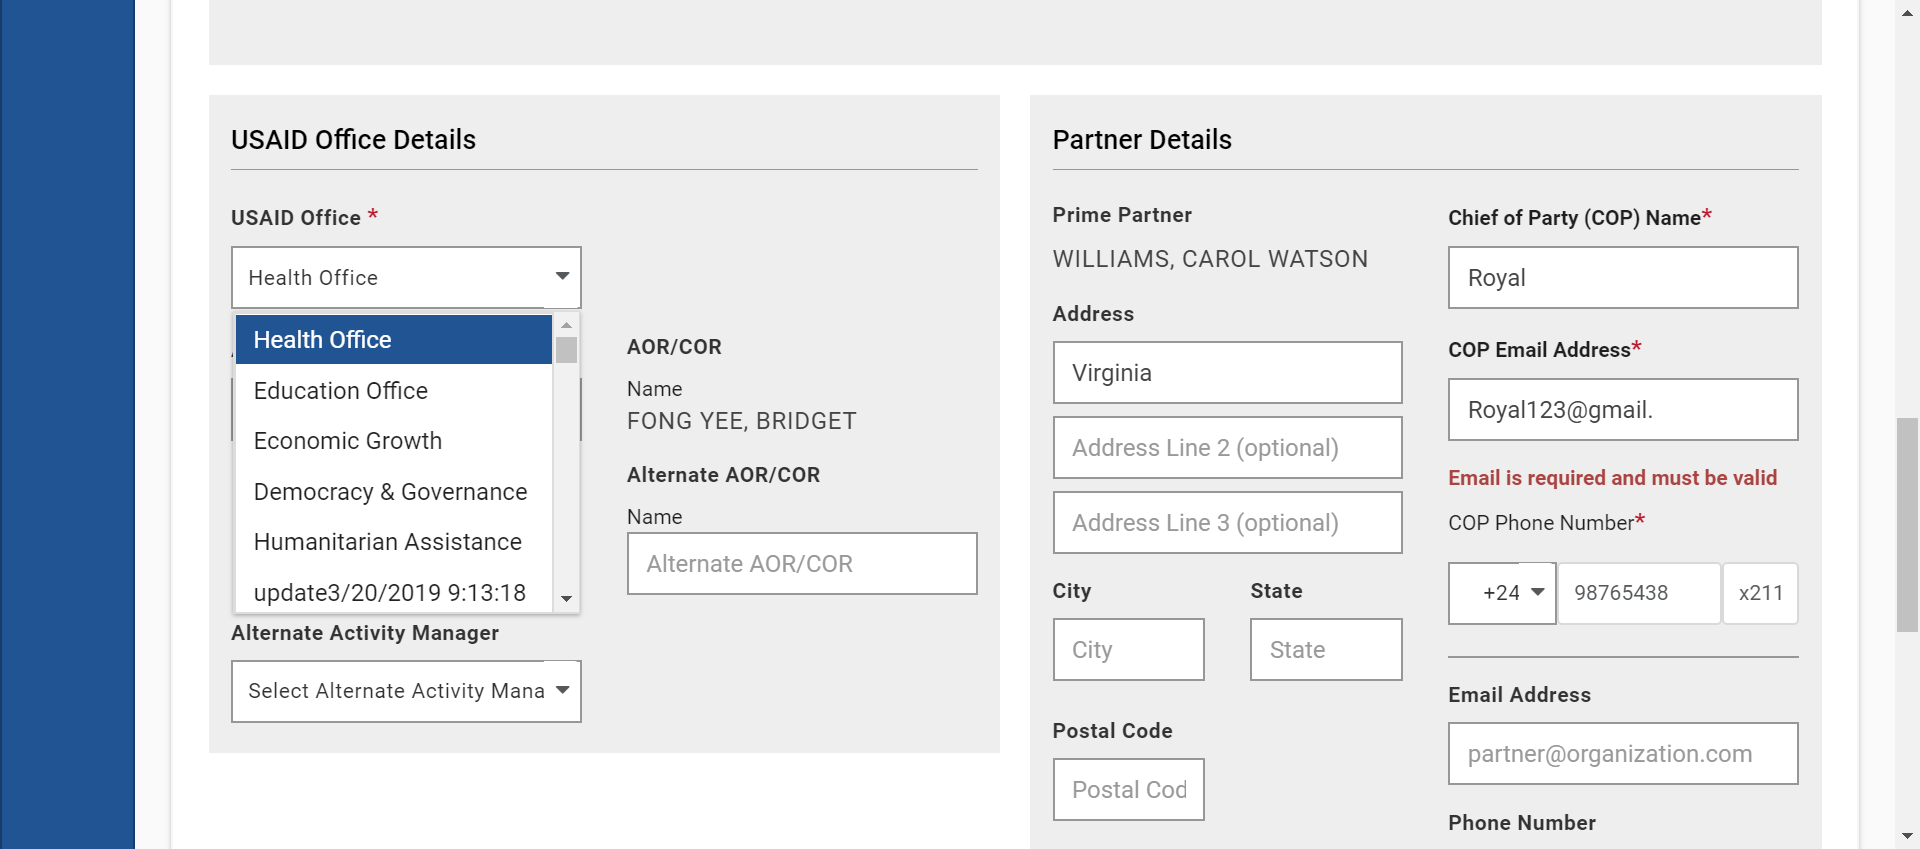 USAID Office Details
USAID Office *
Health Office
Health Office
Education Office
Economic Growth
Democracy & Governance
Humanitarian Assistance
update3/20/2019 9:13:18
AOR/COR
Name
FONG YEE, BRIDGET
Alternate AOR/COR
Name
Alternate AOR/COR
Alternate Activity Manager
Select Alternate Activity Mana
Partner Details
Prime Partner
WILLIAMS, CAROL WATSON
Address
Virginia
Address Line 2 (optional)
Address Line 3 (optional)
City State
City State
Postal Code
Postal Cod
Chief of Party (COP) Name*
Royal
COP Email Address*
Royal123@gmail.
Email is required and must be valid
COP Phone Number*
+24 98765438 x211
Email Address
partner@organization.com
Phone Number